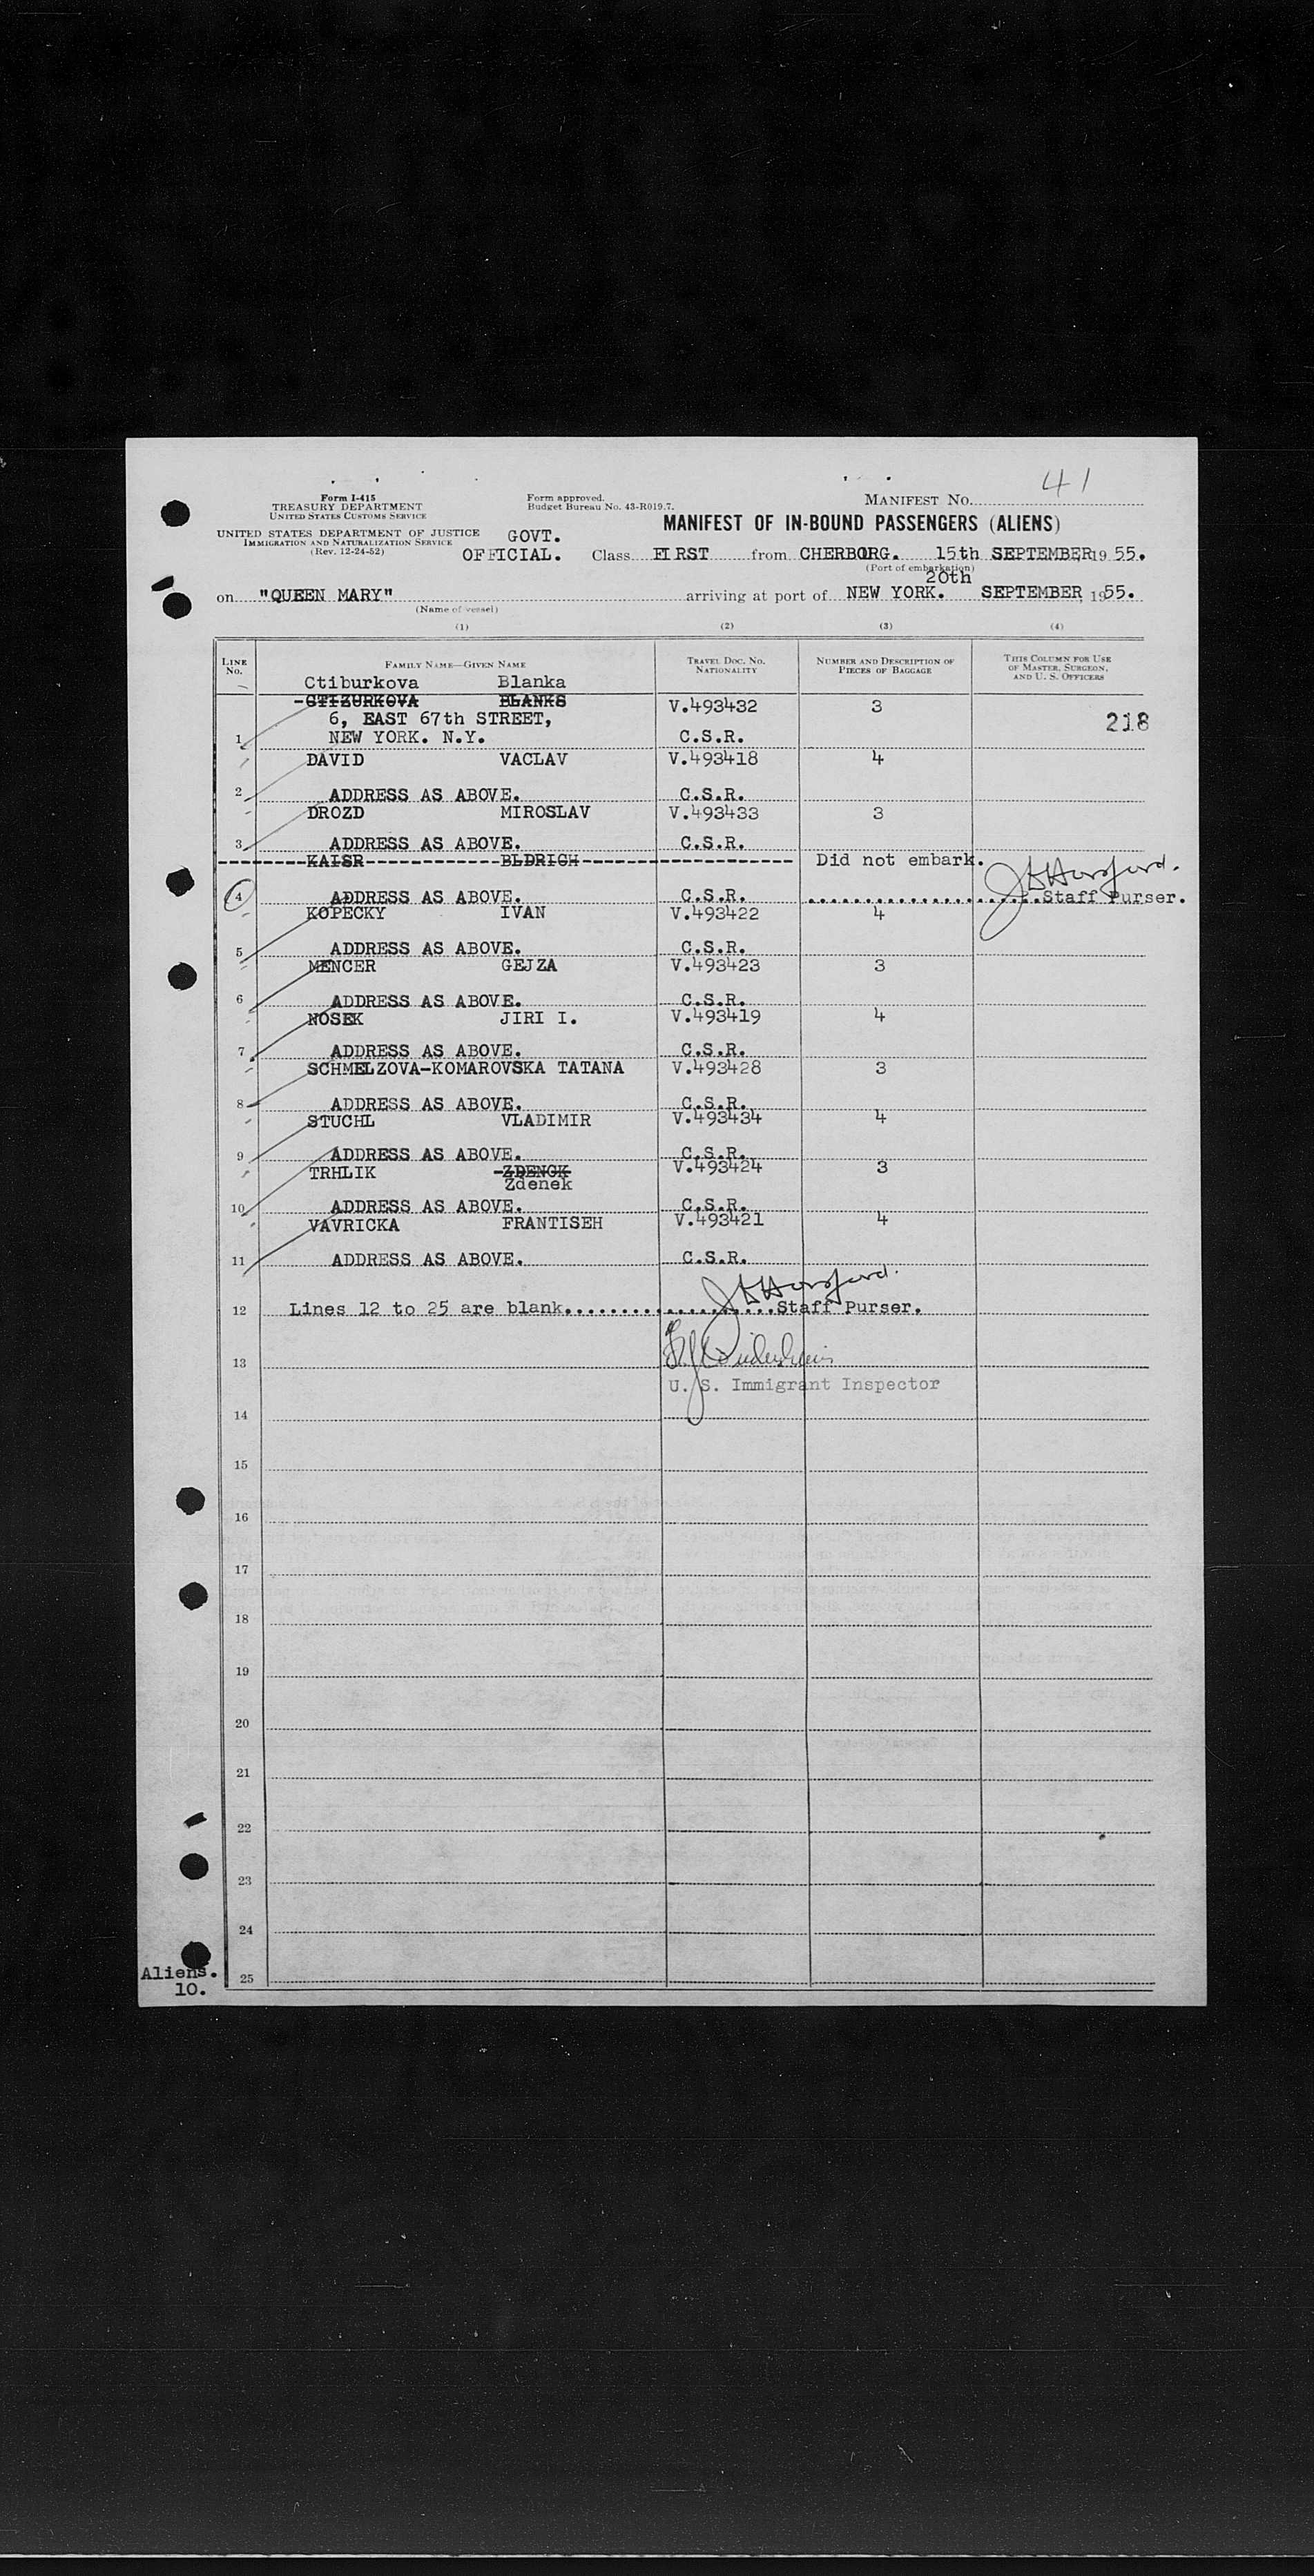 41
Form I-415
TREASURY DEPARTMENT
UNITED STATES CUSTOMS SERVICE
Form approved.
Budget Bureau No. 43-R019.7.
MANIFEST NO.
MANIFEST OF IN-BOUND PASSENGERS (ALIENS)
UNITED STATES DEPARTMENT OF JUSTICE
IMMIGRATION AND NATURALIZATION SERVICE
(Rev. 12-24-52)
GOVT.
OFFICIAL. Class FIRST from CHERBORG. 15th SEPTEMBER 1955.
(Port of embarkation)
20th
on "QUEEN MARY" arriving at port of NEW YORK. SEPTEMBER, 1955.
(Name of vessel)
(1) (2) (3) (4)
LINE NO. FAMILY NAME—GIVEN NAME TRAVEL DOC. NO. NATIONALITY NUMBER AND DESCRIPTION OF PIECES OF BAGGAGE THIS COLUMN FOR USE OF MASTER, SURGEON, AND U. S. OFFICERS
Ctiburkova Blanka
CTIZURKOVA BLANKS V.493432 3
6, EAST 67th STREET, 218
1 NEW YORK. N.Y. C.S.R.
DAVID VACLAV V.493418 4
2 ADDRESS AS ABOVE. C.S.R.
DROZD MIROSLAV V.493433 3
3 ADDRESS AS ABOVE. C.S.R.
KAISR BLDRICH Did not embark.
4 ADDRESS AS ABOVE. C.S.R. Staff Purser.
KOPECKY IVAN V.493422 4
5 ADDRESS AS ABOVE. C.S.R.
MENCER GEJZA V.493423 3
6 ADDRESS AS ABOVE. C.S.R.
NOSEK JIRI I. V.493419 4
7 ADDRESS AS ABOVE. C.S.R.
SCHMELZOVA-KOMAROVSKA TATANA V.493428 3
8 ADDRESS AS ABOVE. C.S.R.
STUCHL VLADIMIR V.493434 4
9 ADDRESS AS ABOVE. C.S.R.
TRHLIK ZDENGK V.493424 3
Zdenek
10 ADDRESS AS ABOVE. C.S.R.
VAVRICKA FRANTISEH V.493421 4
11 ADDRESS AS ABOVE. C.S.R.
12 Lines 12 to 25 are blank. Staff Purser.
13
U. S. Immigrant Inspector
14
15
16
17
18
19
20
21
22
23
24
25
Aliens.
10.